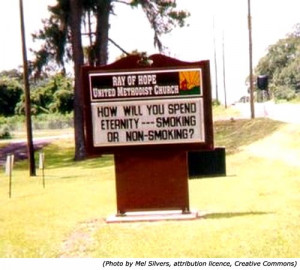 RAY OF HOPE
UNITED METHODIST CHURCH
HOW WILL YOU SPEND
ETERNITY --- SMOKING
OR NON-SMOKING?
(Photo by Mel Silvers, attribution licence, Creative Commons)